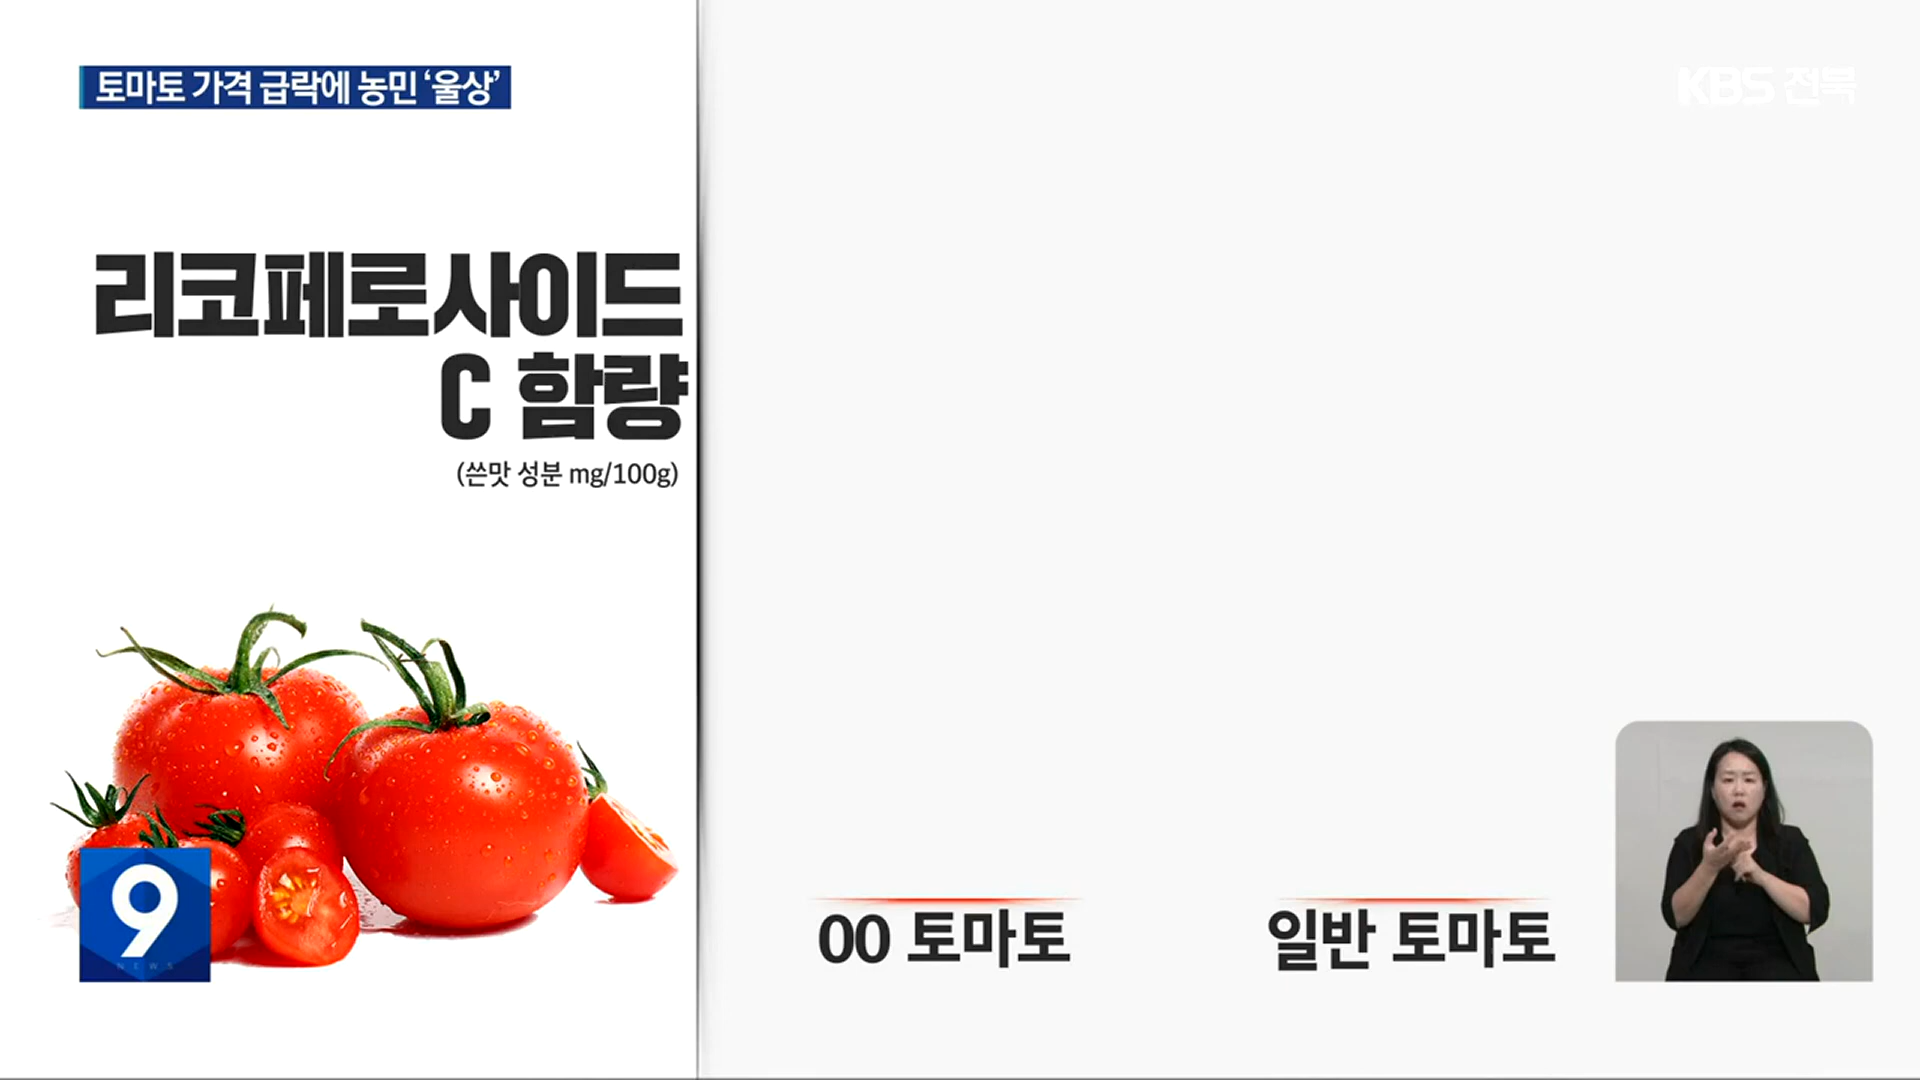 토마토 가격 급락에 농민 ‘울상’
KBS 전북
리코페로사이드
C 함량
(쓴맛 성분 mg/100g)
9
NEWS
00 토마토
일반 토마토